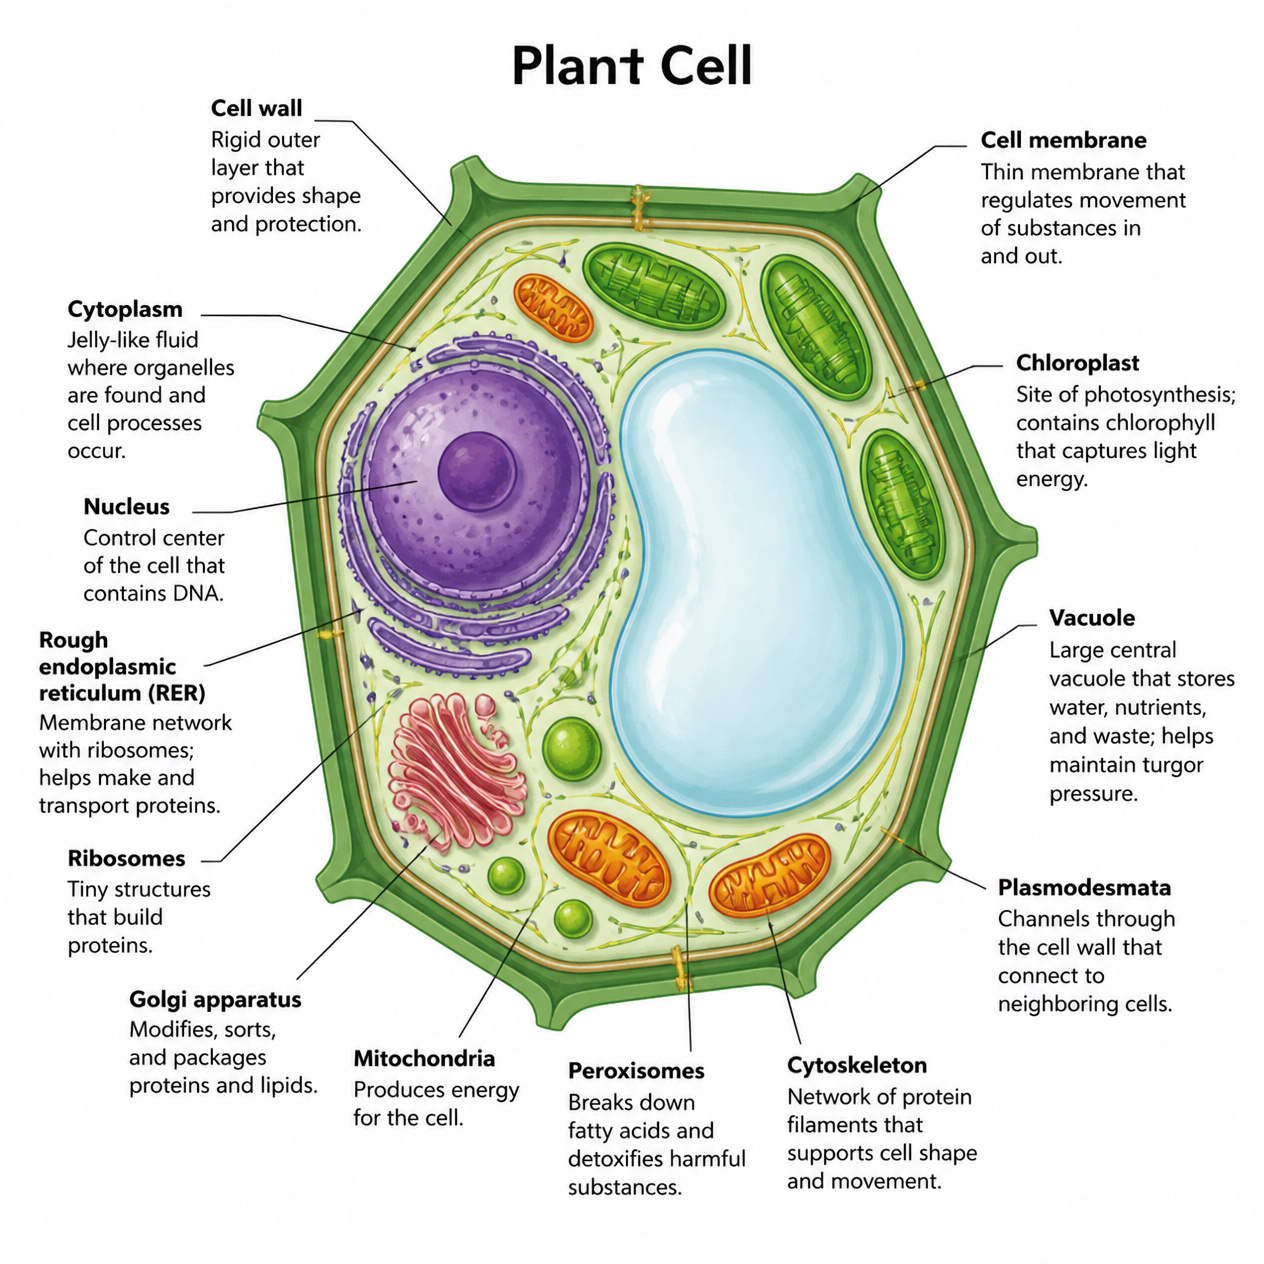 Plant Cell
Cell wall
Rigid outer
layer that
provides shape
and protection.
Cell membrane
Thin membrane that
regulates movement
of substances in
and out.
Cytoplasm
Jelly-like fluid
where organelles
are found and
cell processes
occur.
Chloroplast
Site of photosynthesis;
contains chlorophyll
that captures light
energy.
Nucleus
Control center
of the cell that
contains DNA.
Rough
endoplasmic
reticulum (RER)
Membrane network
with ribosomes;
helps make and
transport proteins.
Vacuole
Large central
vacuole that stores
water, nutrients,
and waste; helps
maintain turgor
pressure.
Ribosomes
Tiny structures
that build
proteins.
Plasmodesmata
Channels through
the cell wall that
connect to
neighboring cells.
Golgi apparatus
Modifies, sorts,
and packages
proteins and lipids.
Mitochondria
Produces energy
for the cell.
Peroxisomes
Breaks down
fatty acids and
detoxifies harmful
substances.
Cytoskeleton
Network of protein
filaments that
supports cell shape
and movement.